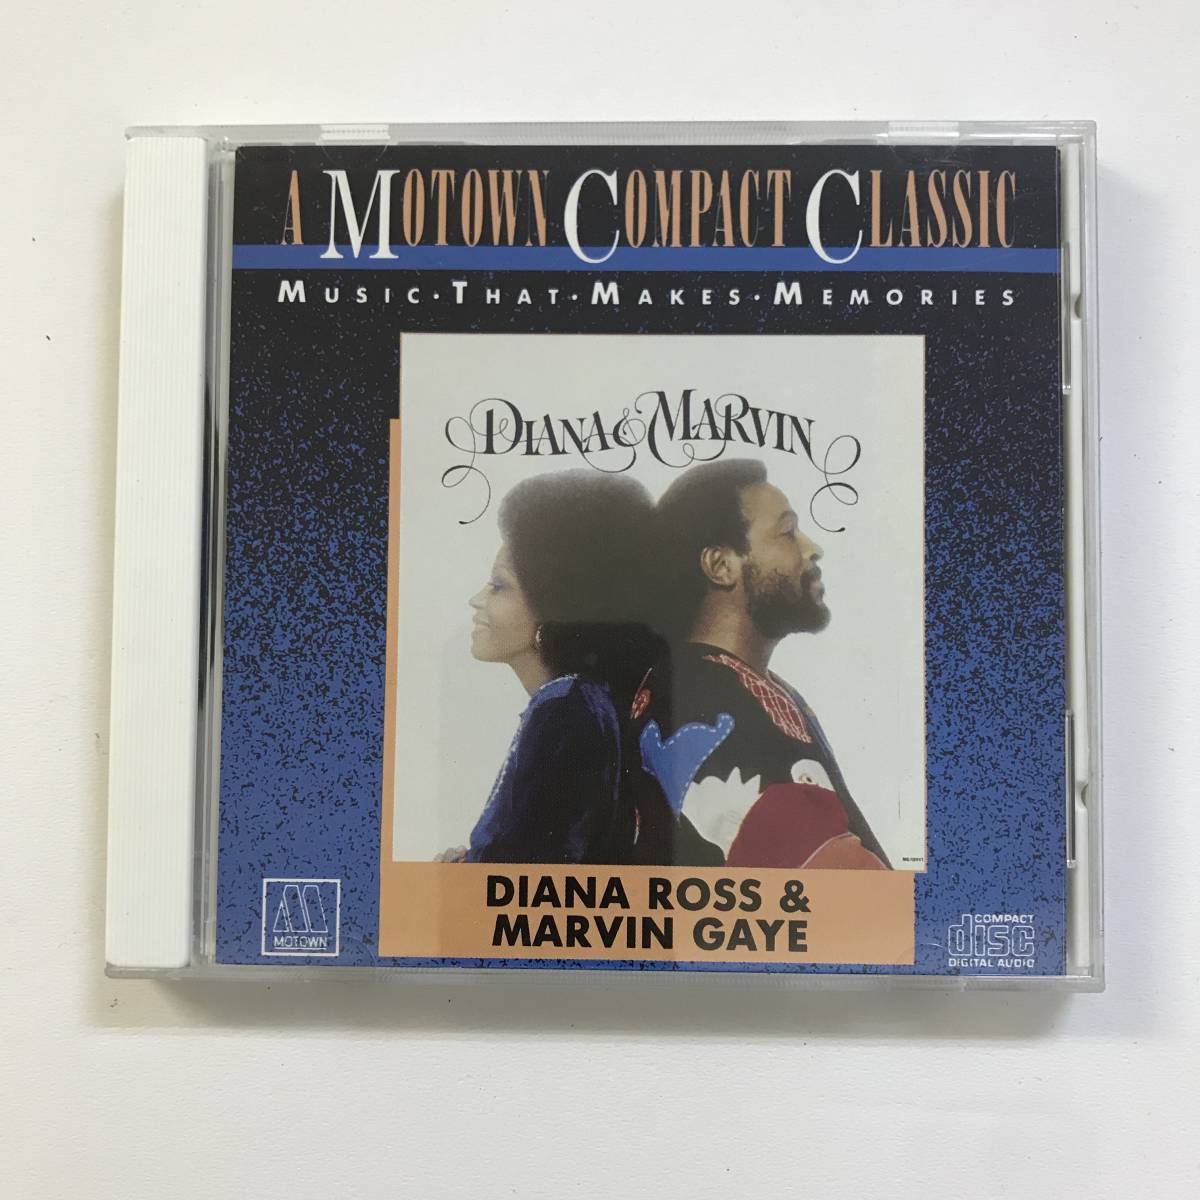 A MOTOWN COMPACT CLASSIC
MUSIC·THAT·MAKES·MEMORIES
DIANA & MARVIN
DIANA ROSS &
MARVIN GAYE
M
MOTOWN
COMPACT
disc
DIGITAL AUDIO